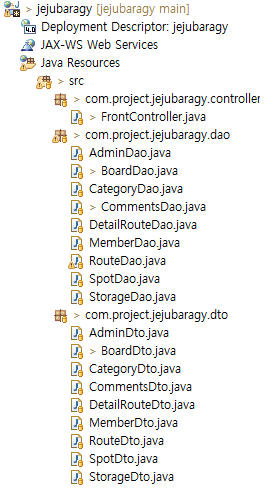 > jejubaragy [jejubaragy main]
Deployment Descriptor: jejubaragy
JAX-WS Web Services
Java Resources
src
> com.project.jejubaragy.controller
> FrontController.java
com.project.jejubaragy.dao
AdminDao.java
> BoardDao.java
CategoryDao.java
> CommentsDao.java
DetailRouteDao.java
MemberDao.java
RouteDao.java
SpotDao.java
StorageDao.java
> com.project.jejubaragy.dto
AdminDto.java
> BoardDto.java
CategoryDto.java
CommentsDto.java
DetailRouteDto.java
MemberDto.java
RouteDto.java
SpotDto.java
StorageDto.java